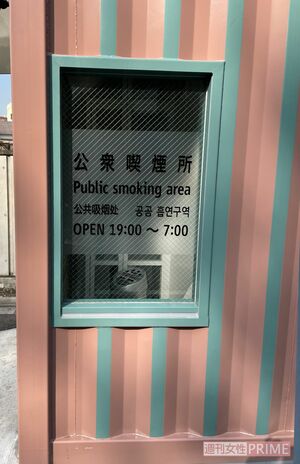 公衆喫煙所
Public smoking area
公共吸烟处 공공 흡연구역
OPEN 19:00 ～ 7:00
週刊女性PRIME